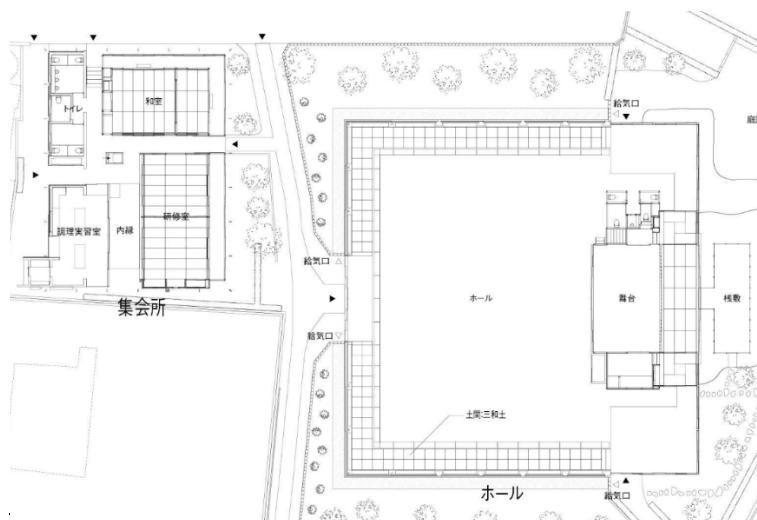 給気口
庭
トイレ
和室
調理実習室
内縁
研修室
集会所
給気口
ホール
舞台
桟敷
給気口
土間:三和土
ホール
給気口